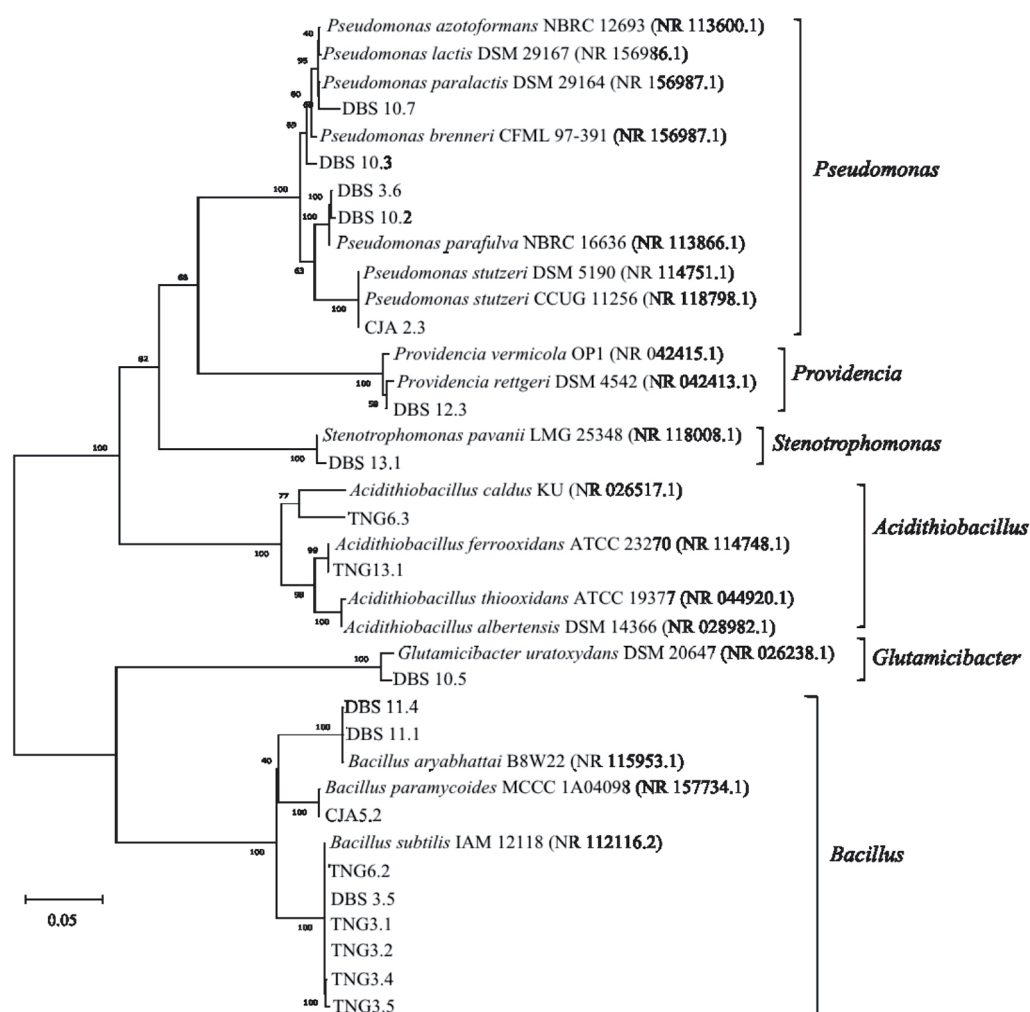 Pseudomonas azotoformans NBRC 12693 (NR 113600.1)
40
Pseudomonas lactis DSM 29167 (NR 156986.1)
95
Pseudomonas paralactis DSM 29164 (NR 156987.1)
60
DBS 10.7
69
Pseudomonas brenneri CFML 97-391 (NR 156987.1)
DBS 10.3
Pseudomonas
100
100
DBS 3.6
100
DBS 10.2
Pseudomonas parafulva NBRC 16636 (NR 113866.1)
63
Pseudomonas stutzeri DSM 5190 (NR 114751.1)
68
Pseudomonas stutzeri CCUG 11256 (NR 118798.1)
100
CJA 2.3
82
Providencia vermicola OP1 (NR 042415.1)
Providencia
100
Providencia rettgeri DSM 4542 (NR 042413.1)
58
DBS 12.3
Stenotrophomonas pavanii LMG 25348 (NR 118008.1)
Stenotrophomonas
100
100
DBS 13.1
Acidithiobacillus caldus KU (NR 026517.1)
77
TNG6.3
Acidithiobacillus
100
99
Acidithiobacillus ferrooxidans ATCC 23270 (NR 114748.1)
TNG13.1
98
Acidithiobacillus thiooxidans ATCC 19377 (NR 044920.1)
100
Acidithiobacillus albertensis DSM 14366 (NR 028982.1)
100
Glutamicibacter uratoxydans DSM 20647 (NR 026238.1)
Glutamicibacter
DBS 10.5
DBS 11.4
100
DBS 11.1
40
Bacillus aryabhattai B8W22 (NR 115953.1)
Bacillus paramycoides MCCC 1A04098 (NR 157734.1)
100
CJA5.2
100
Bacillus subtilis IAM 12118 (NR 112116.2)
Bacillus
TNG6.2
DBS 3.5
0.05
100
TNG3.1
TNG3.2
TNG3.4
100
TNG3.5